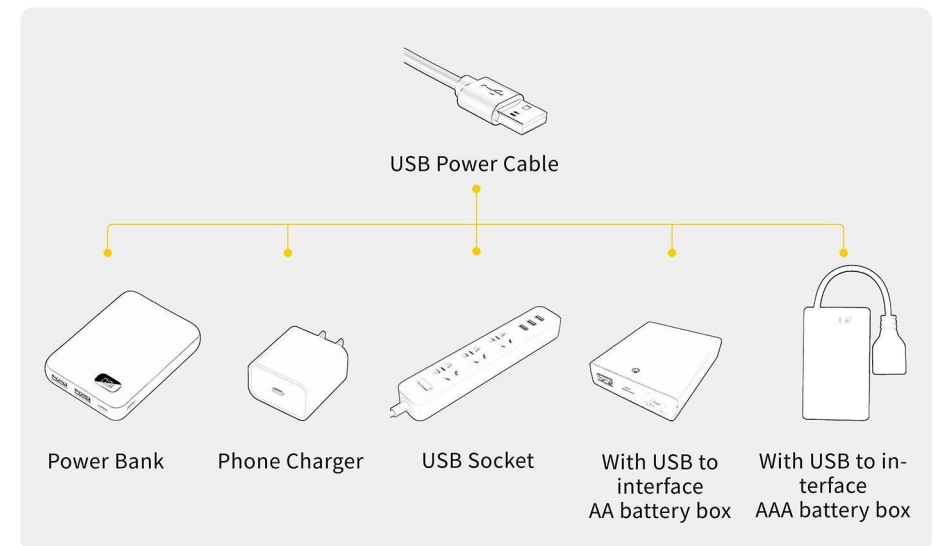 USB Power Cable
Power Bank
Phone Charger
USB Socket
With USB to
interface
AA battery box
With USB to in-
terface
AAA battery box